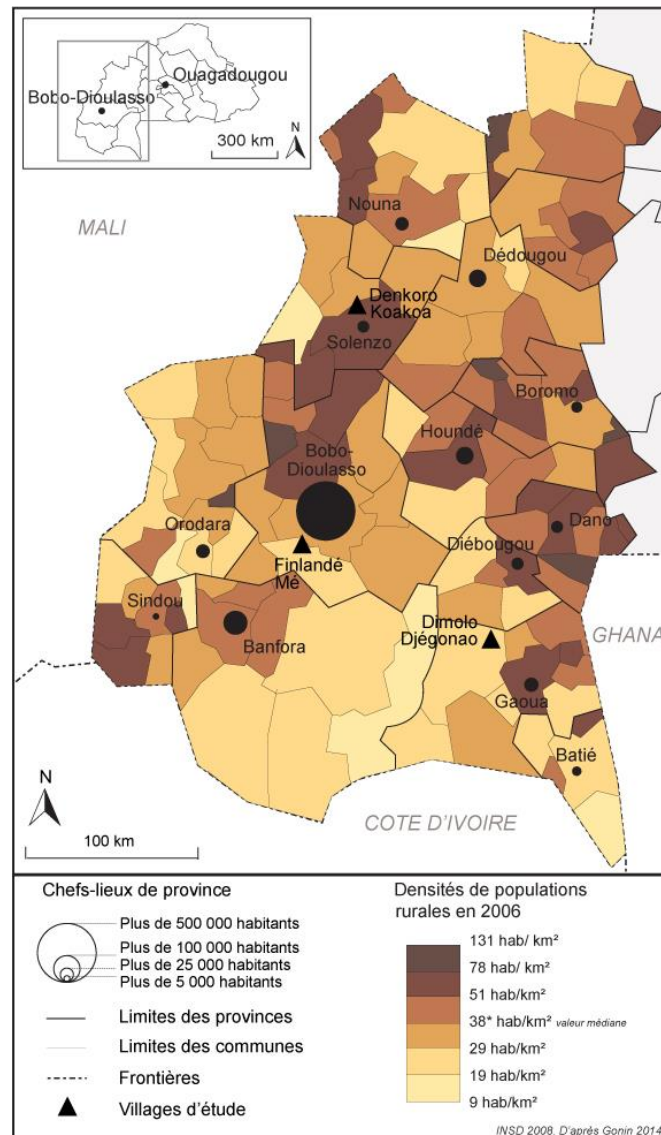 Ouagadougou
Bobo-Dioulasso
300 km
N
MALI
Nouna
Dédougou
Denkoro
Koakoa
Solenzo
Boromo
Houndé
Bobo-
Dioulasso
Orodara
Dano
Diébougou
Finlandé
Mé
Sindou
Dimolo
Djégonao
GHANA
Banfora
Gaoua
Batié
N
COTE D'IVOIRE
100 km
Chefs-lieux de province
Plus de 500 000 habitants
Plus de 100 000 habitants
Plus de 25 000 habitants
Plus de 5 000 habitants
Limites des provinces
Limites des communes
Frontières
Villages d'étude
Densités de populations
rurales en 2006
131 hab/ km²
78 hab/ km²
51 hab/km²
38* hab/km² valeur médiane
29 hab/km²
19 hab/km²
9 hab/km²
INSD 2008. D'après Gonin 2014